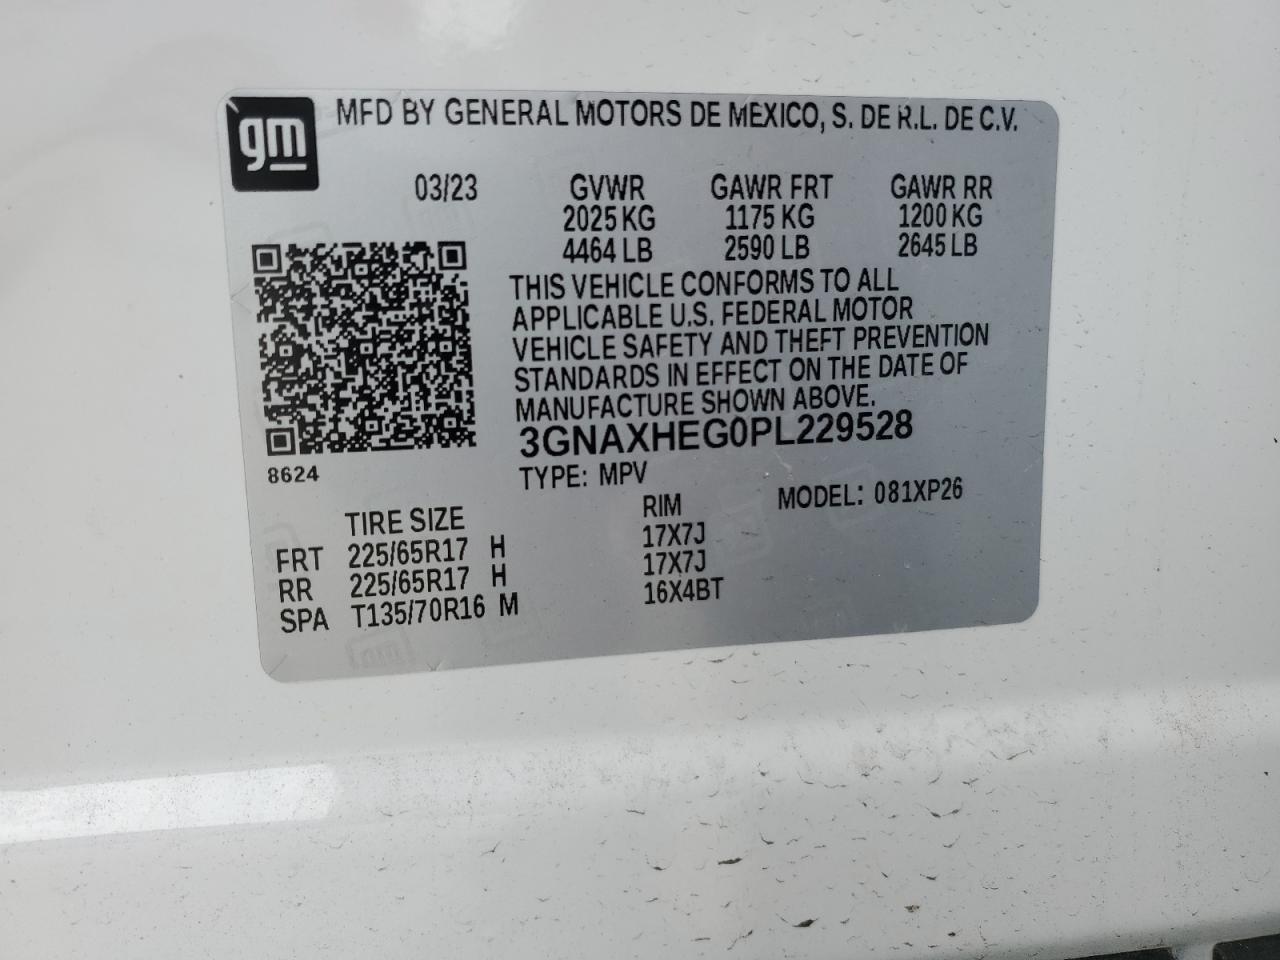 gm
MFD BY GENERAL MOTORS DE MEXICO, S. DE R.L. DE C.V.
03/23 GVWR GAWR FRT GAWR RR
2025 KG 1175 KG 1200 KG
4464 LB 2590 LB 2645 LB
THIS VEHICLE CONFORMS TO ALL
APPLICABLE U.S. FEDERAL MOTOR
VEHICLE SAFETY AND THEFT PREVENTION
STANDARDS IN EFFECT ON THE DATE OF
MANUFACTURE SHOWN ABOVE.
3GNAXHEG0PL229528
8624
TYPE: MPV MODEL: 081XP26
TIRE SIZE RIM
FRT 225/65R17 H 17X7J
RR 225/65R17 H 17X7J
SPA T135/70R16 M 16X4BT